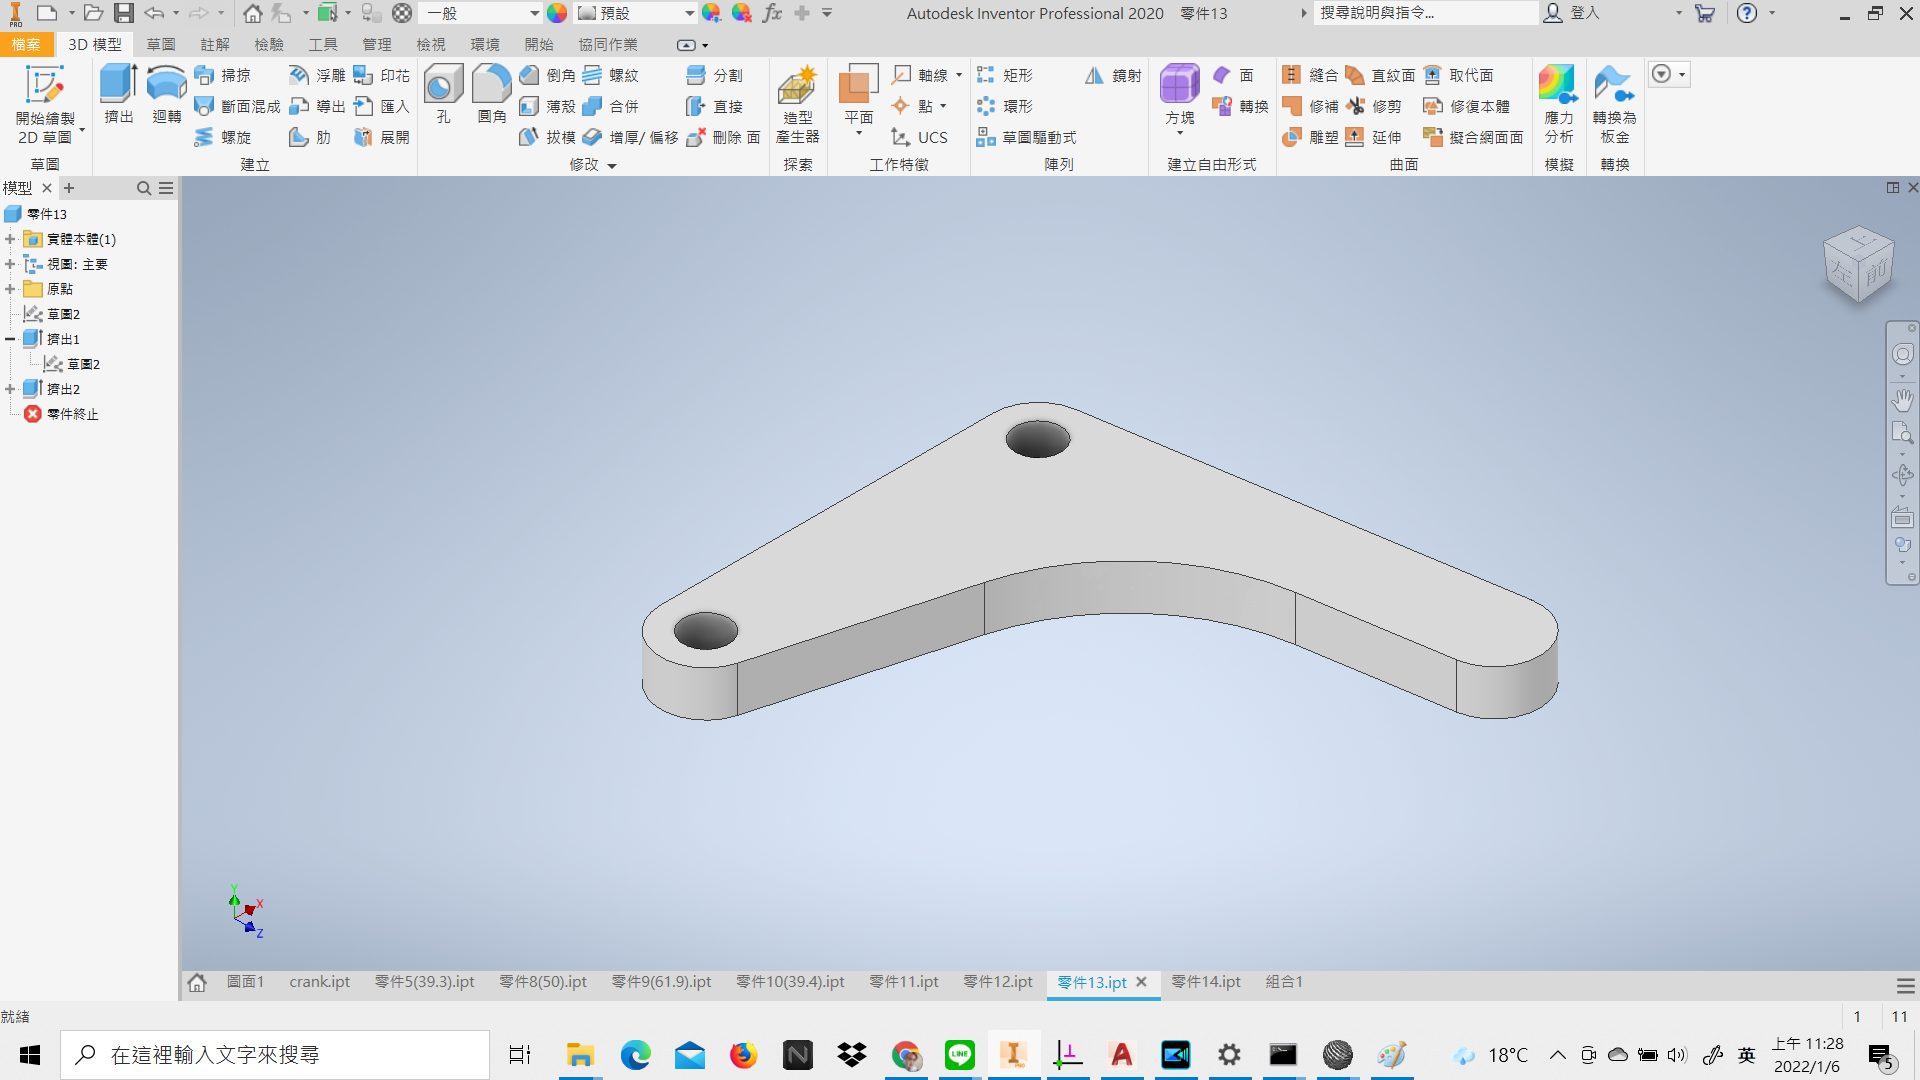 PRO
一般
預設
fx
Autodesk Inventor Professional 2020 零件13
搜尋說明與指令...
登入
檔案
3D 模型
草圖
註解
檢驗
工具
管理
檢視
環境
開始
協同作業
開始繪製
2D 草圖
草圖
擠出
迴轉
掃掠
浮雕
印花
斷面混成
導出
匯入
螺旋
肋
展開
建立
孔
圓角
倒角
螺紋
分割
薄殼
合併
直接
拔模
增厚/ 偏移
刪除 面
修改
造型
產生器
探索
平面
軸線
點
UCS
工作特徵
矩形
鏡射
環形
草圖驅動式
陣列
方塊
面
轉換
建立自由形式
縫合
直紋面
取代面
修補
修剪
修復本體
雕塑
延伸
擬合網面面
曲面
應力
分析
模擬
轉換為
板金
轉換
模型
零件13
實體本體(1)
視圖: 主要
原點
草圖2
擠出1
草圖2
擠出2
零件終止
上
左
前
Y
X
Z
圖面1
crank.ipt
零件5(39.3).ipt
零件8(50).ipt
零件9(61.9).ipt
零件10(39.4).ipt
零件11.ipt
零件12.ipt
零件13.ipt
零件14.ipt
組合1
就緒
1
11
在這裡輸入文字來搜尋
LINE
18°C
英
上午 11:28
2022/1/6
5